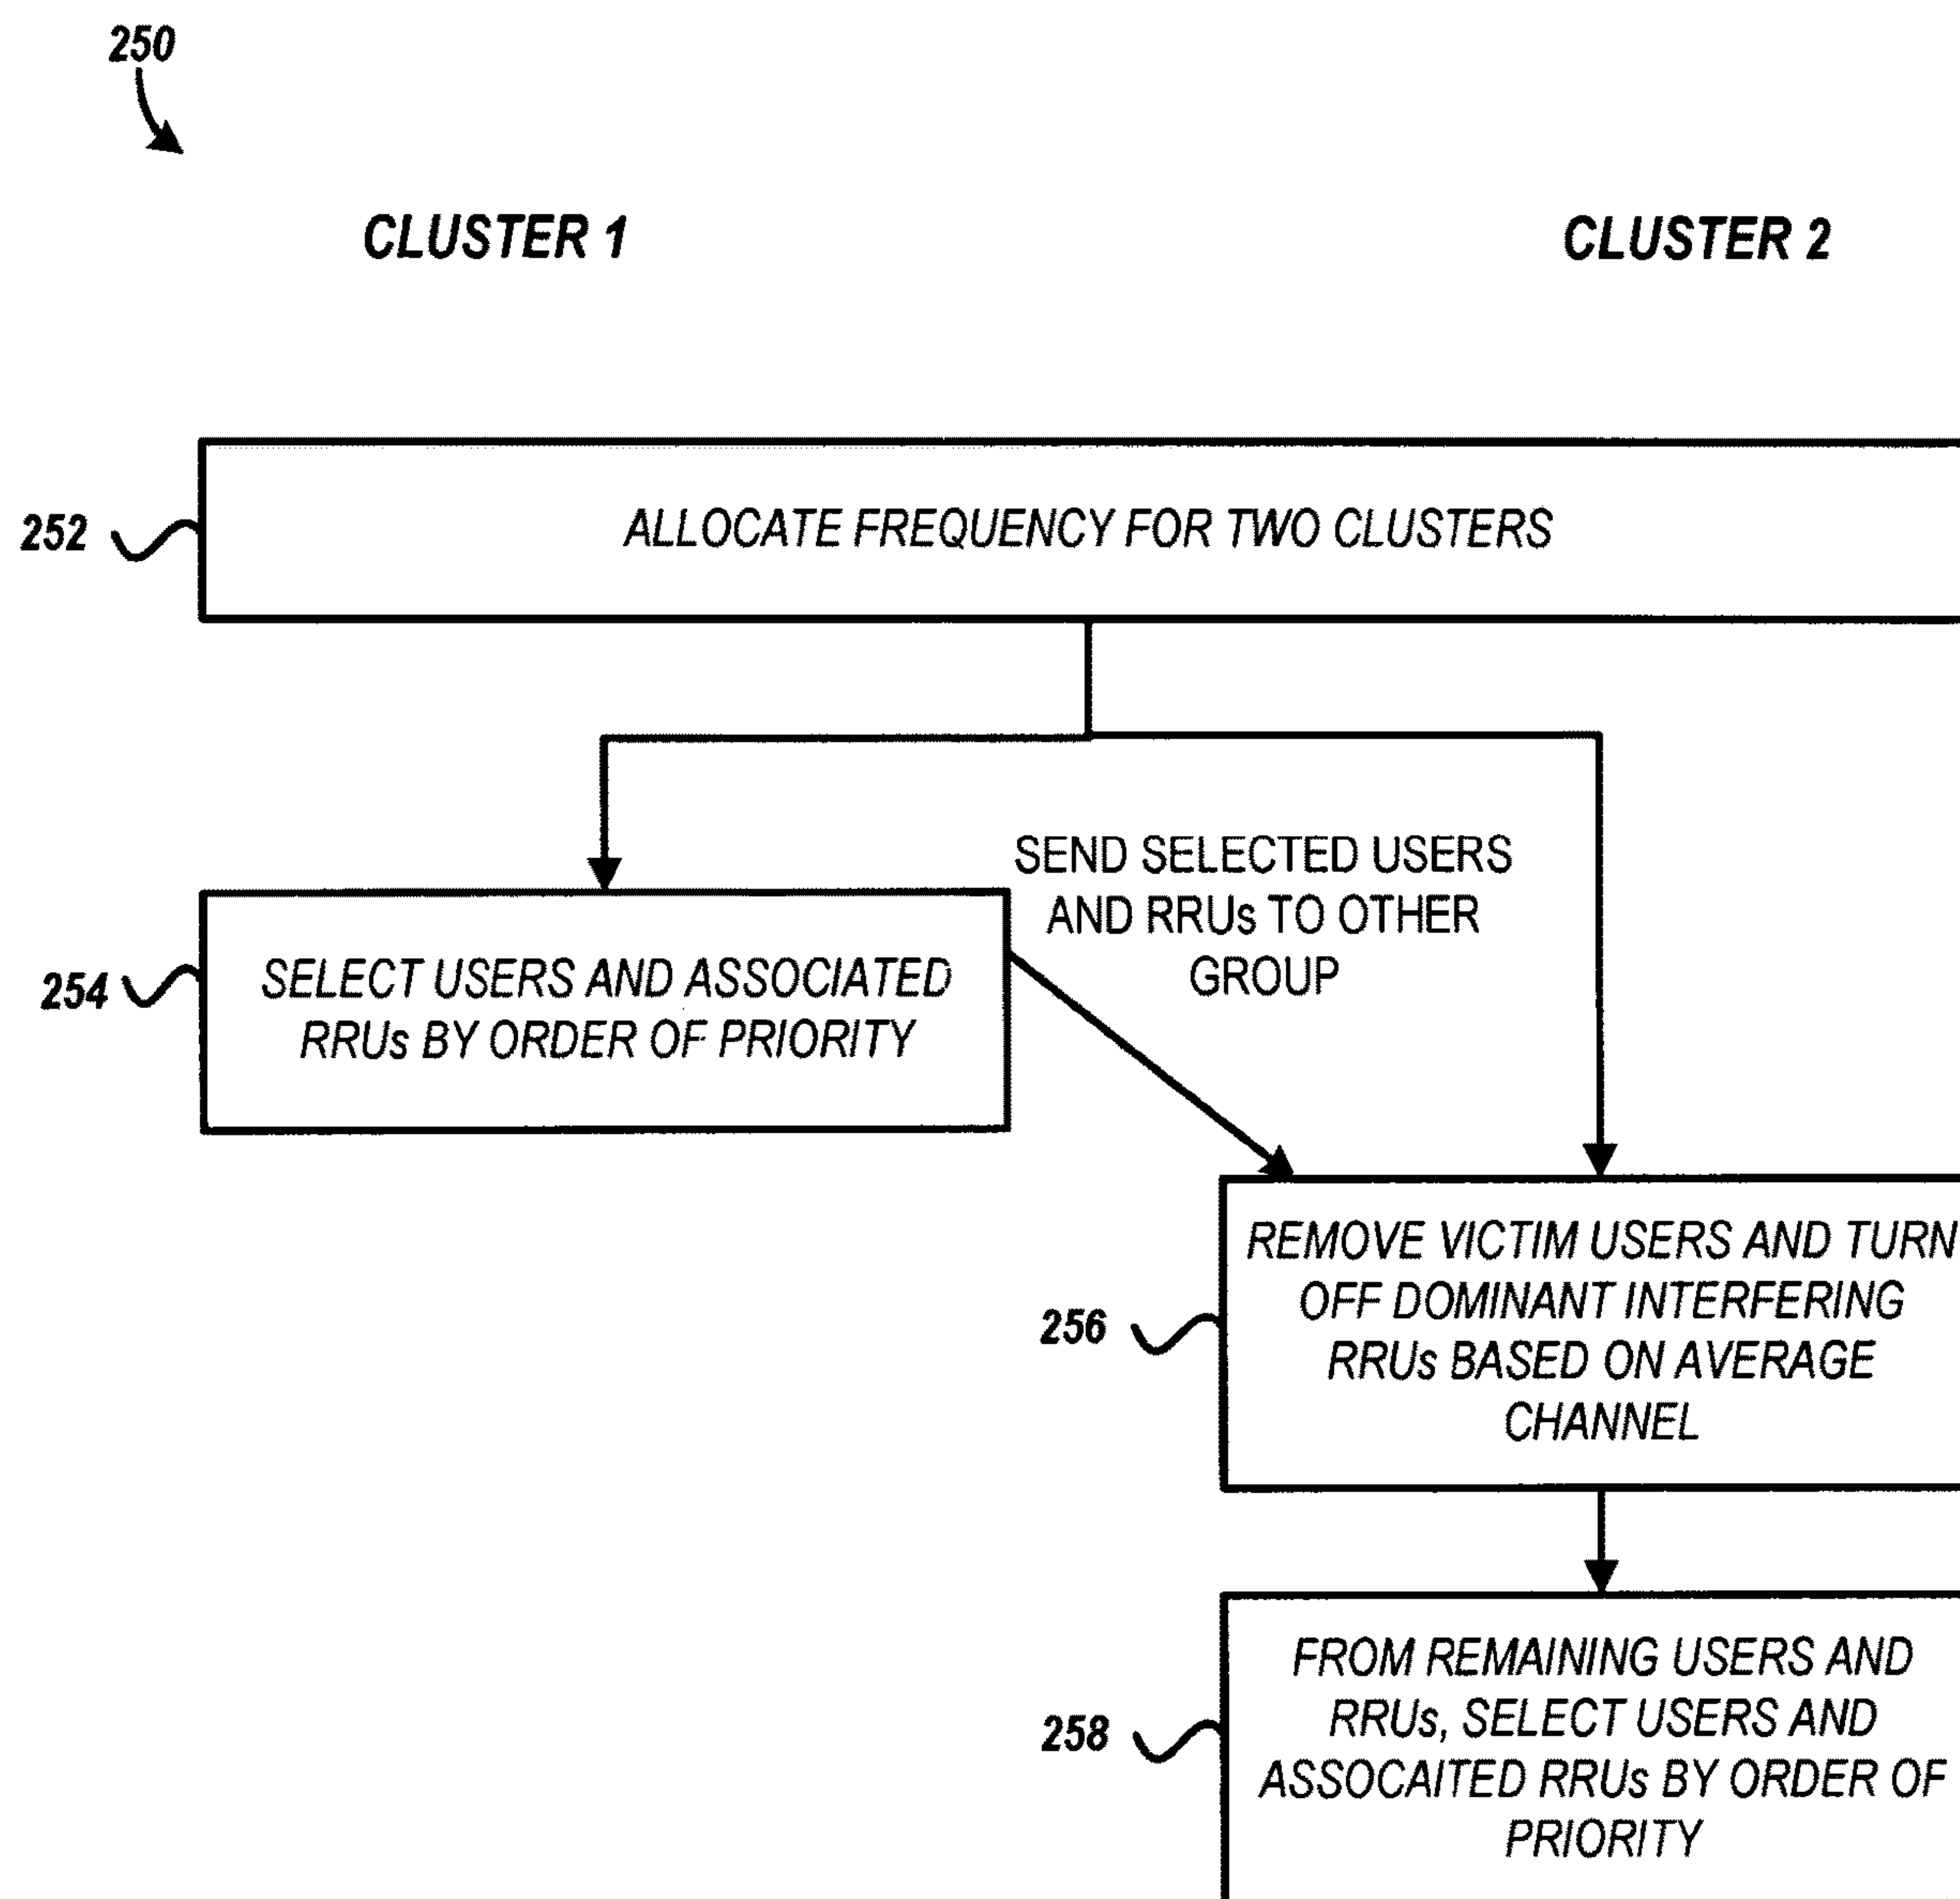 250
CLUSTER 1
CLUSTER 2
252
ALLOCATE FREQUENCY FOR TWO CLUSTERS
SEND SELECTED USERS
AND RRUs TO OTHER
GROUP
254
SELECT USERS AND ASSOCIATED
RRUs BY ORDER OF PRIORITY
256
REMOVE VICTIM USERS AND TURN
OFF DOMINANT INTERFERING
RRUs BASED ON AVERAGE
CHANNEL
258
FROM REMAINING USERS AND
RRUs, SELECT USERS AND
ASSOCAITED RRUs BY ORDER OF
PRIORITY